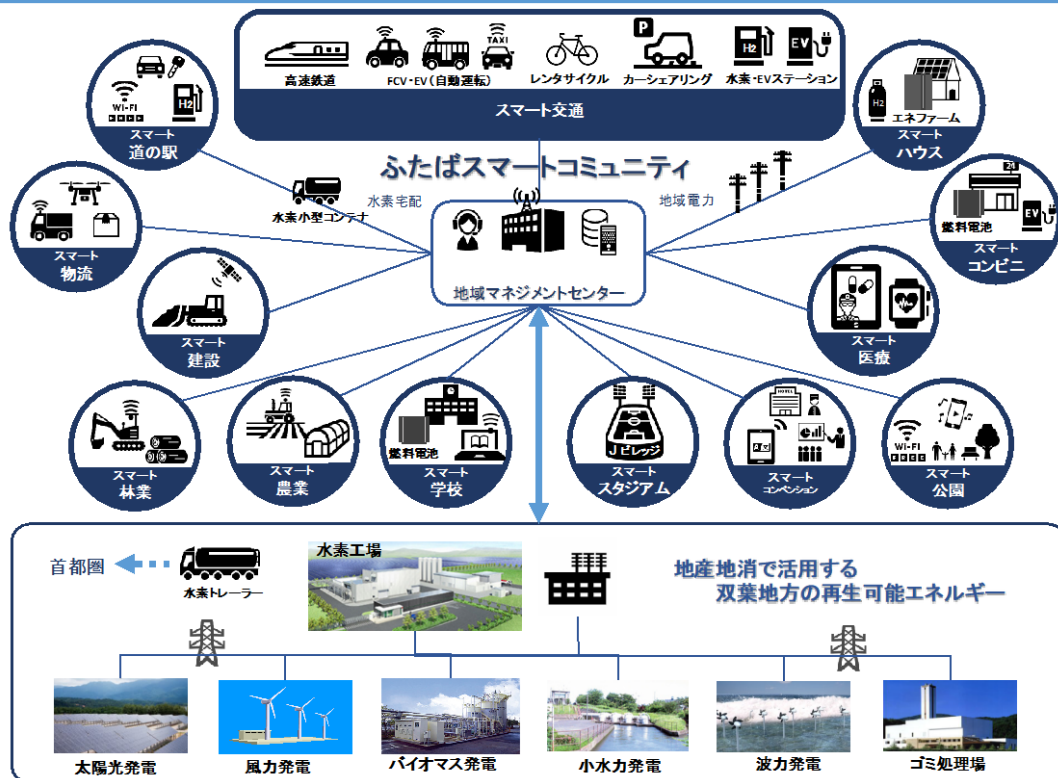 P
TAXI
H2
EV
高速鉄道
FCV・EV(自動運転)
レンタサイクル
カーシェアリング
水素・EVステーション
スマート交通
WI-FI
H2
スマート
道の駅
H2
エネファーム
スマート
ハウス
ふたばスマートコミュニティ
水素宅配
水素小型コンテナ
地域電力
スマート
物流
燃料電池
EV
スマート
コンビニ
地域マネジメントセンター
スマート
建設
スマート
医療
スマート
林業
スマート
農業
燃料電池
スマート
学校
Jビレッジ
スマート
スタジアム
HOTEL
スマート
コンベンション
WI-FI
スマート
公園
首都圏
水素トレーラー
水素工場
地産地消で活用する
双葉地方の再生可能エネルギー
太陽光発電
風力発電
バイオマス発電
小水力発電
波力発電
ゴミ処理場